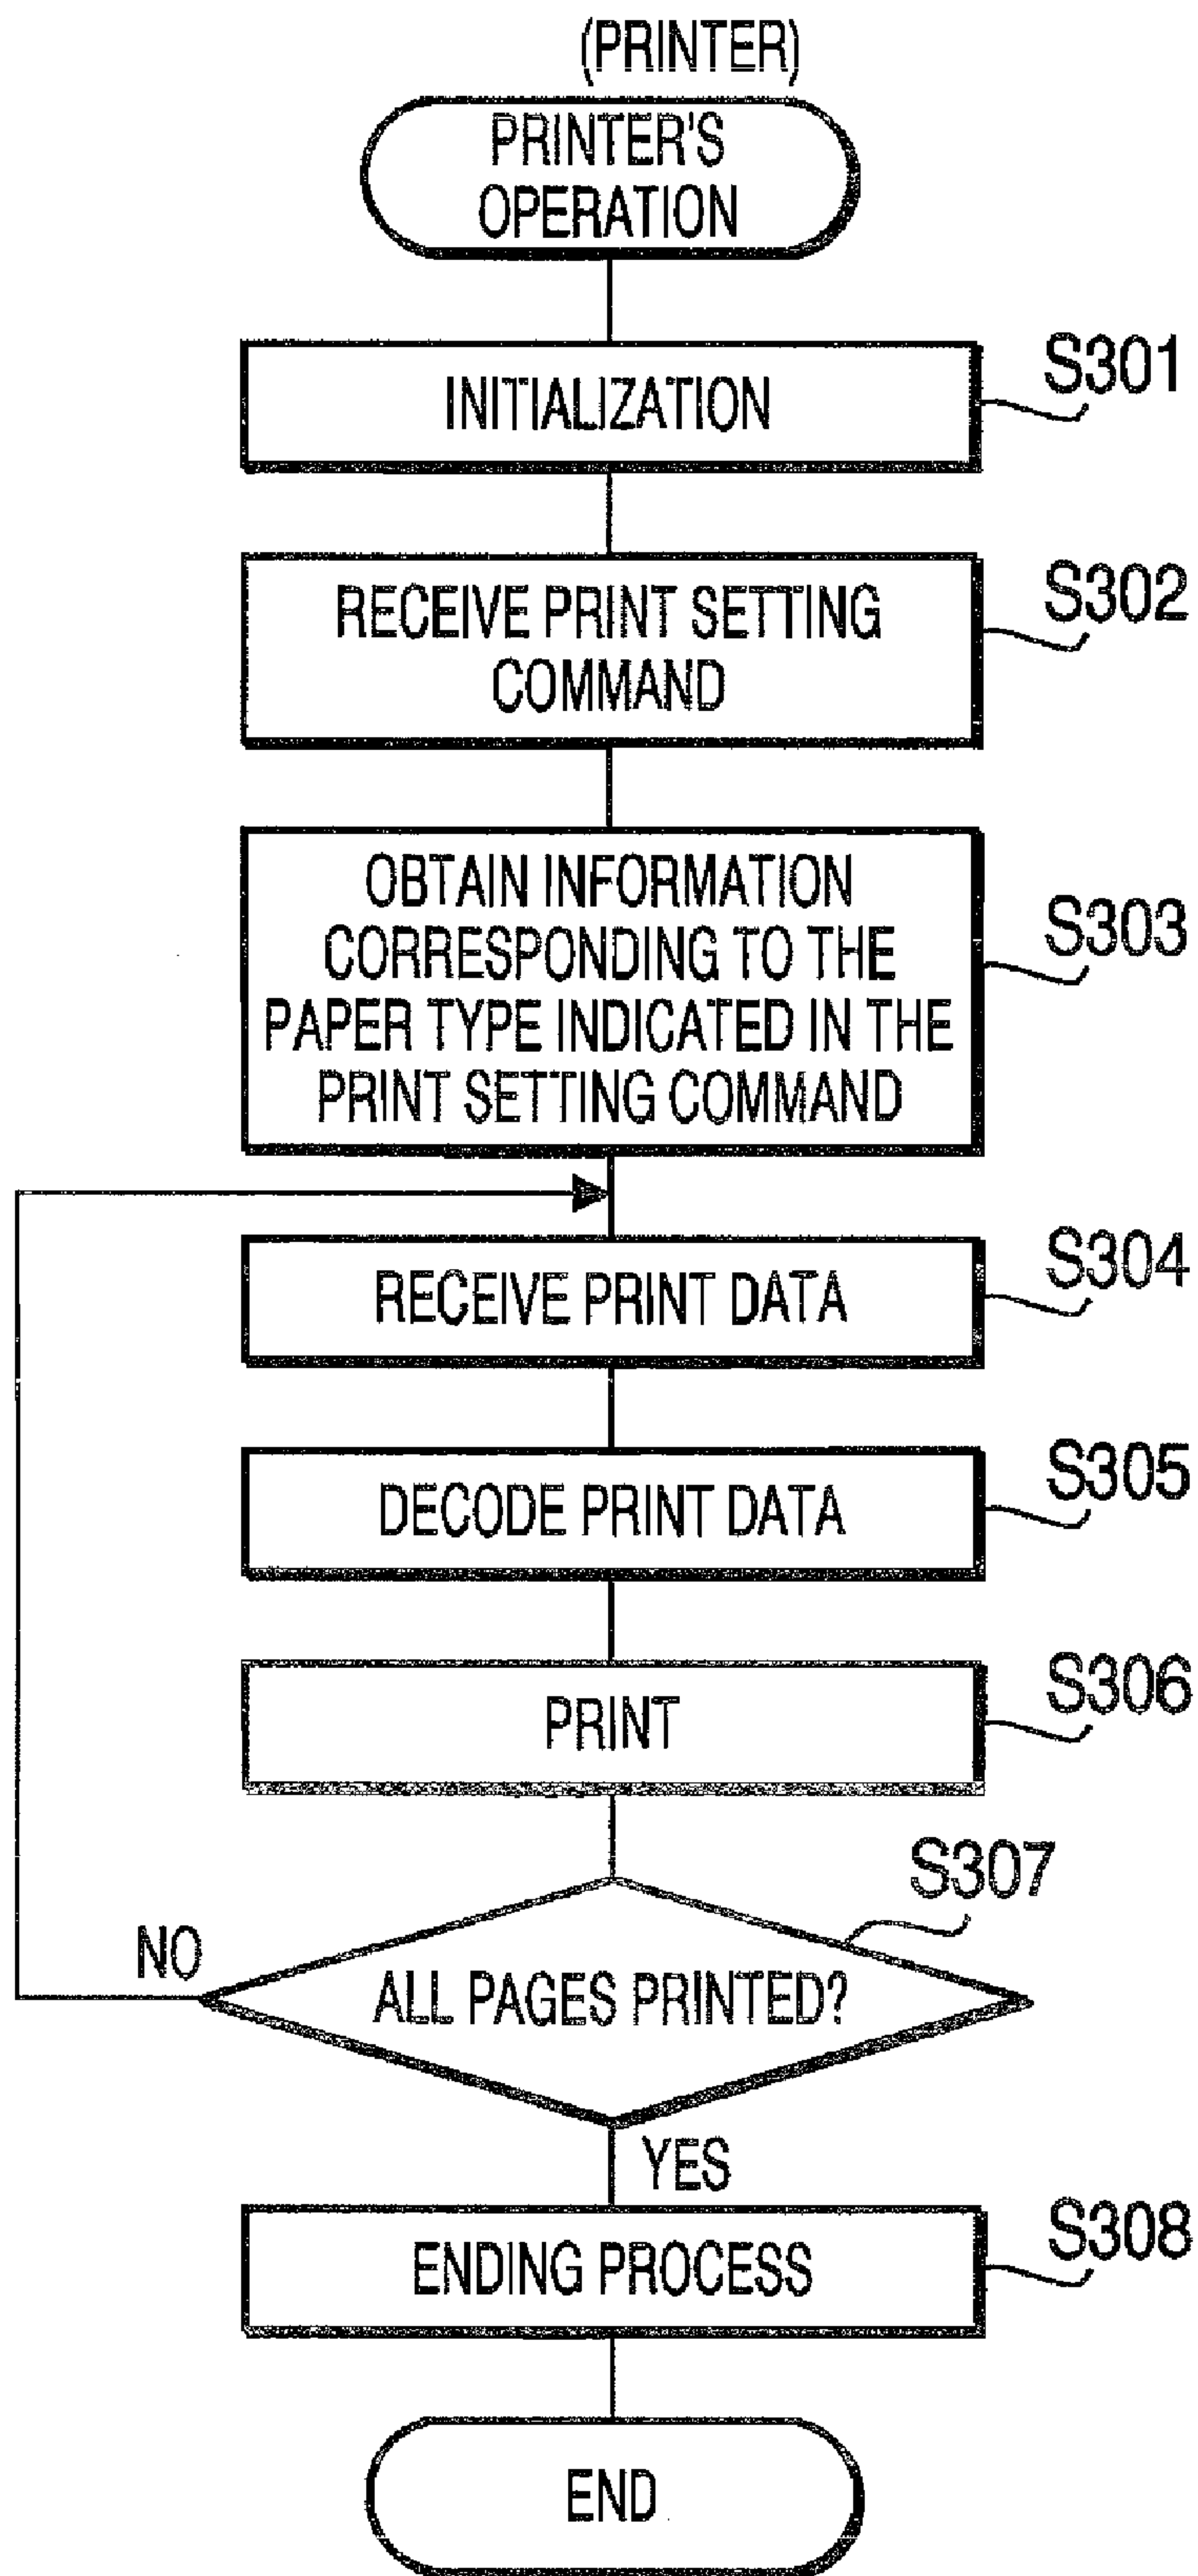 (PRINTER)
PRINTER'S
OPERATION
INITIALIZATION
S301
RECEIVE PRINT SETTING
COMMAND
S302
OBTAIN INFORMATION
CORRESPONDING TO THE
PAPER TYPE INDICATED IN THE
PRINT SETTING COMMAND
S303
RECEIVE PRINT DATA
S304
DECODE PRINT DATA
S305
PRINT
S306
S307
NO
ALL PAGES PRINTED?
YES
ENDING PROCESS
S308
END